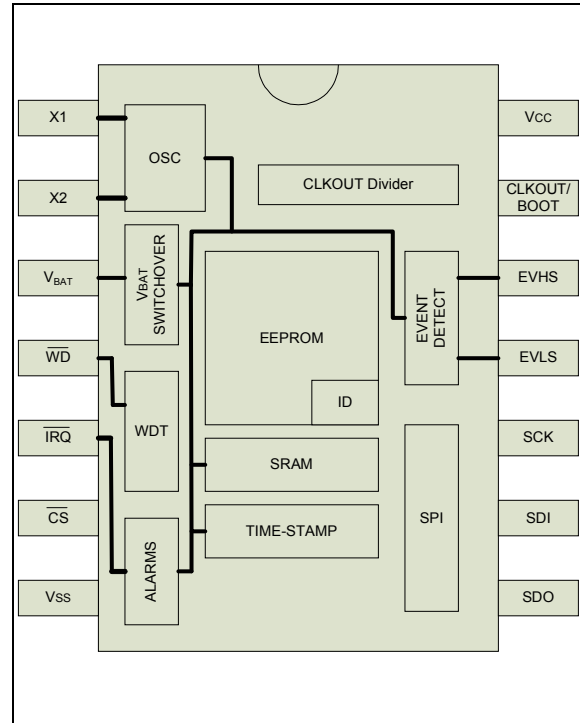 X1
X2
VBAT
WD
IRQ
CS
Vss
OSC
VBAT
SWITCHOVER
WDT
ALARMS
CLKOUT Divider
EEPROM
ID
SRAM
TIME-STAMP
EVENT
DETECT
SPI
Vcc
CLKOUT/
BOOT
EVHS
EVLS
SCK
SDI
SDO